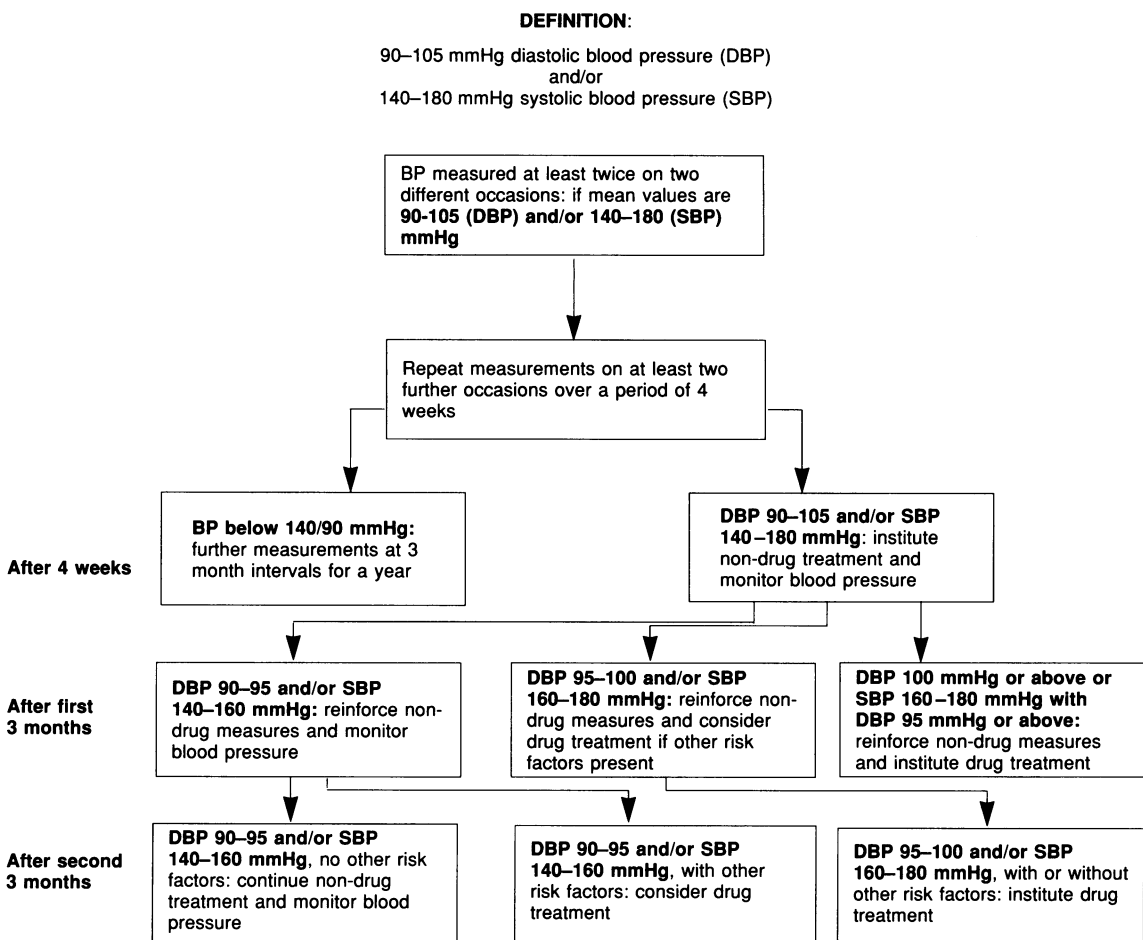 DEFINITION:
90–105 mmHg diastolic blood pressure (DBP)
and/or
140–180 mmHg systolic blood pressure (SBP)
BP measured at least twice on two
different occasions: if mean values are
90-105 (DBP) and/or 140–180 (SBP)
mmHg
Repeat measurements on at least two
further occasions over a period of 4
weeks
After 4 weeks
BP below 140/90 mmHg:
further measurements at 3
month intervals for a year
DBP 90–105 and/or SBP
140–180 mmHg: institute
non-drug treatment and
monitor blood pressure
After first
3 months
DBP 90–95 and/or SBP
140–160 mmHg: reinforce non-
drug measures and monitor
blood pressure
DBP 95–100 and/or SBP
160–180 mmHg: reinforce non-
drug measures and consider
drug treatment if other risk
factors present
DBP 100 mmHg or above or
SBP 160–180 mmHg with
DBP 95 mmHg or above:
reinforce non-drug measures
and institute drug treatment
After second
3 months
DBP 90–95 and/or SBP
140–160 mmHg, no other risk
factors: continue non-drug
treatment and monitor blood
pressure
DBP 90–95 and/or SBP
140–160 mmHg, with other
risk factors: consider drug
treatment
DBP 95–100 and/or SBP
160–180 mmHg, with or without
other risk factors: institute drug
treatment